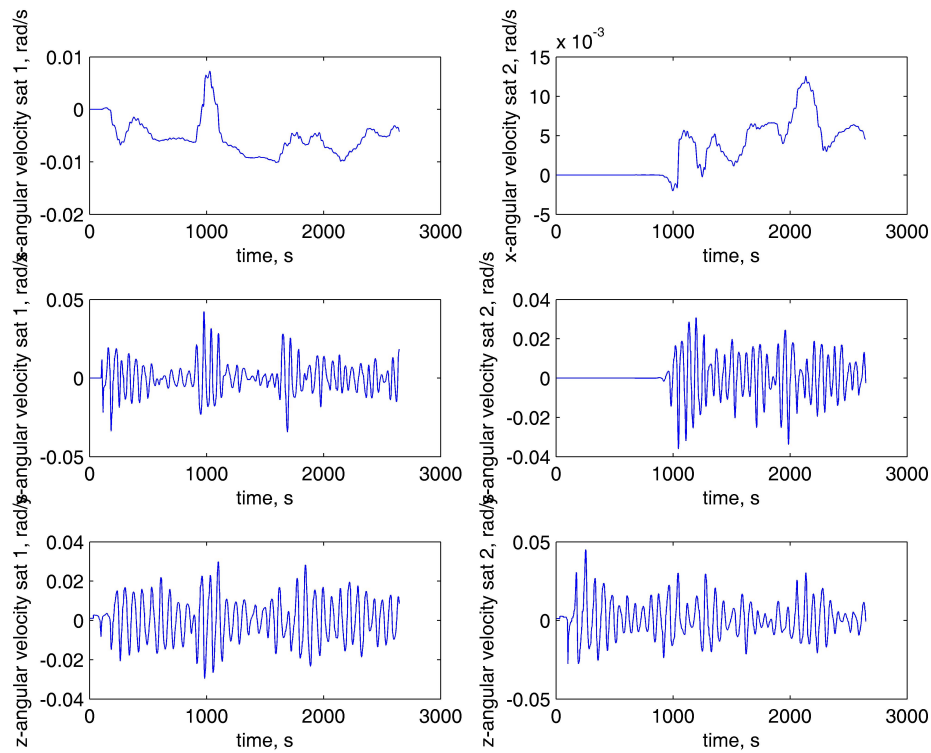 x-angular velocity sat 1, rad/s
0.01
0
-0.01
-0.02
0 1000 2000 3000
time, s
x-angular velocity sat 2, rad/s
x 10-3
15
10
5
0
-5
0 1000 2000 3000
time, s
y-angular velocity sat 1, rad/s
0.05
0
-0.05
0 1000 2000 3000
time, s
y-angular velocity sat 2, rad/s
0.04
0.02
0
-0.02
-0.04
0 1000 2000 3000
time, s
z-angular velocity sat 1, rad/s
0.04
0.02
0
-0.02
-0.04
0 1000 2000 3000
time, s
z-angular velocity sat 2, rad/s
0.05
0
-0.05
0 1000 2000 3000
time, s